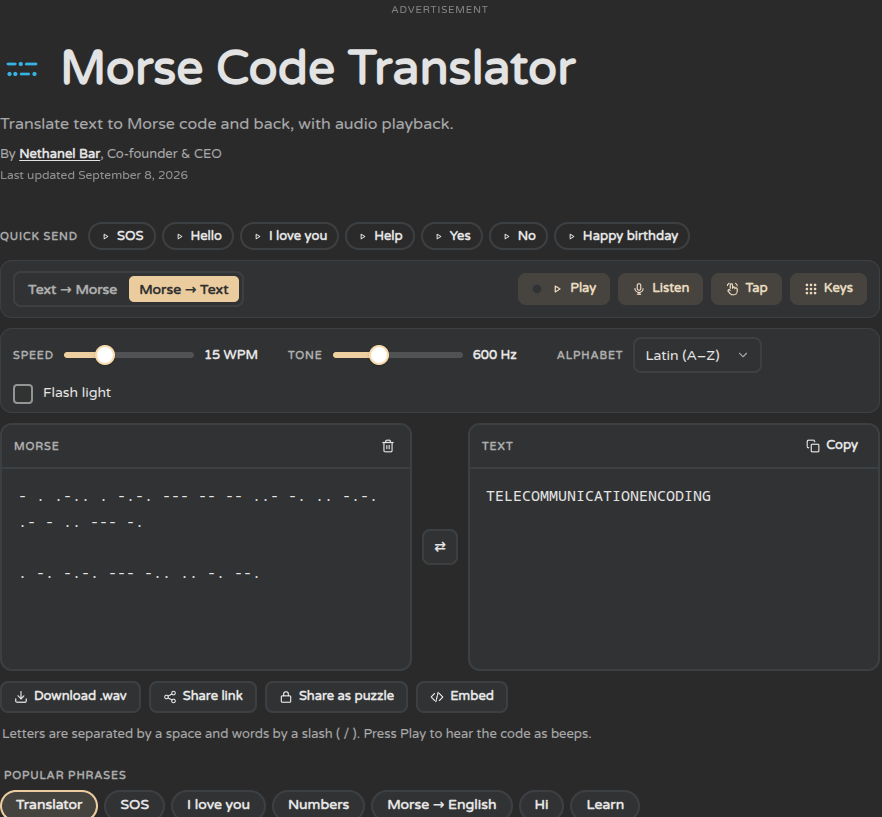 ADVERTISEMENT
Morse Code Translator
Translate text to Morse code and back, with audio playback.
By Nethanel Bar, Co-founder & CEO
Last updated September 8, 2026
QUICK SEND SOS Hello I love you Help Yes No Happy birthday
Text → Morse Morse → Text Play Listen Tap Keys
SPEED 15 WPM TONE 600 Hz ALPHABET Latin (A–Z)
Flash light
MORSE
- . .-.. . -.-. --- -- -- ..- -. .. -.-.
.- - .. --- -.
. -. -.-. --- -.. .. -. --.
TEXT Copy
TELECOMMUNICATIONENCODING
Download .wav Share link Share as puzzle Embed
Letters are separated by a space and words by a slash ( / ). Press Play to hear the code as beeps.
POPULAR PHRASES
Translator SOS I love you Numbers Morse → English HI Learn